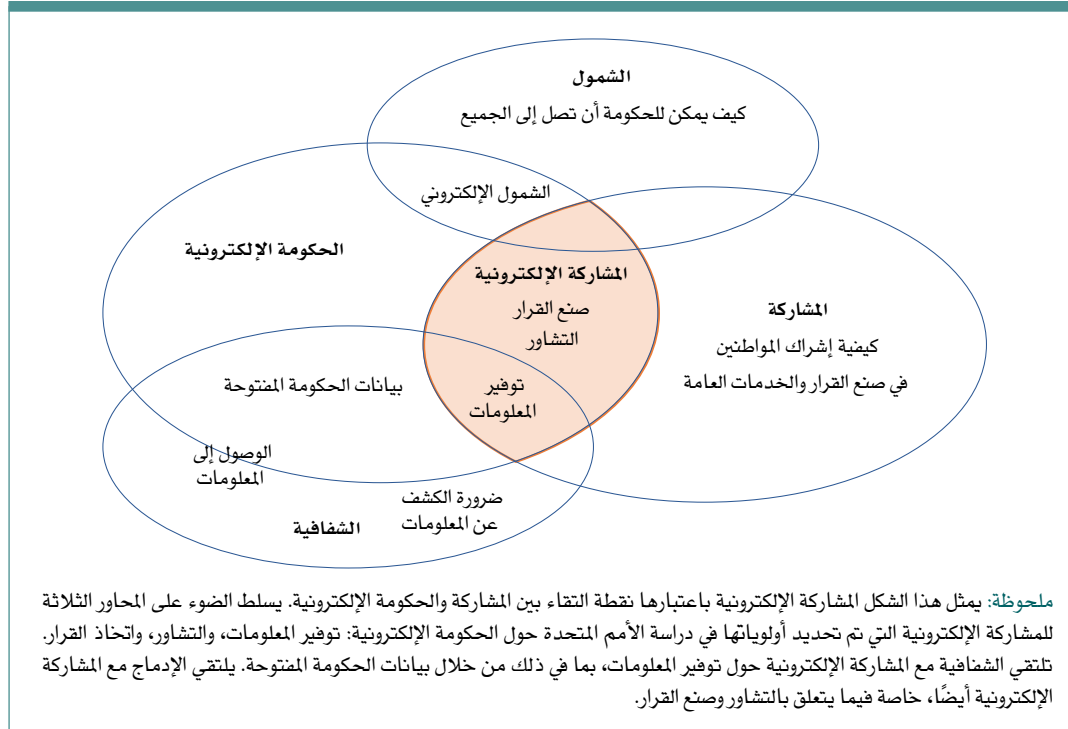 الشمول
كيف يمكن للحكومة أن تصل إلى الجميع
الشمول الإلكتروني
الحكومة الإلكترونية
المشاركة الإلكترونية
صنع القرار
التشاور
المشاركة
كيفية إشراك المواطنين
في صنع القرار والخدمات العامة
توفير
المعلومات
بيانات الحكومة المفتوحة
الوصول إلى
المعلومات
ضرورة الكشف
عن المعلومات
الشفافية
ملحوظة: يمثل هذا الشكل المشاركة الإلكترونية باعتبارها نقطة التقاء بين المشاركة والحكومة الإلكترونية. يسلط الضوء على المحاور الثلاثة
للمشاركة الإلكترونية التي تم تحديد أولوياتها في دراسة الأمم المتحدة حول الحكومة الإلكترونية: توفير المعلومات، والتشاور، واتخاذ القرار.
تلتقي الشفافية مع المشاركة الإلكترونية حول توفير المعلومات، بما في ذلك من خلال بيانات الحكومة المفتوحة. يلتقي الإدماج مع المشاركة
الإلكترونية أيضًا، خاصة فيما يتعلق بالتشاور وصنع القرار.